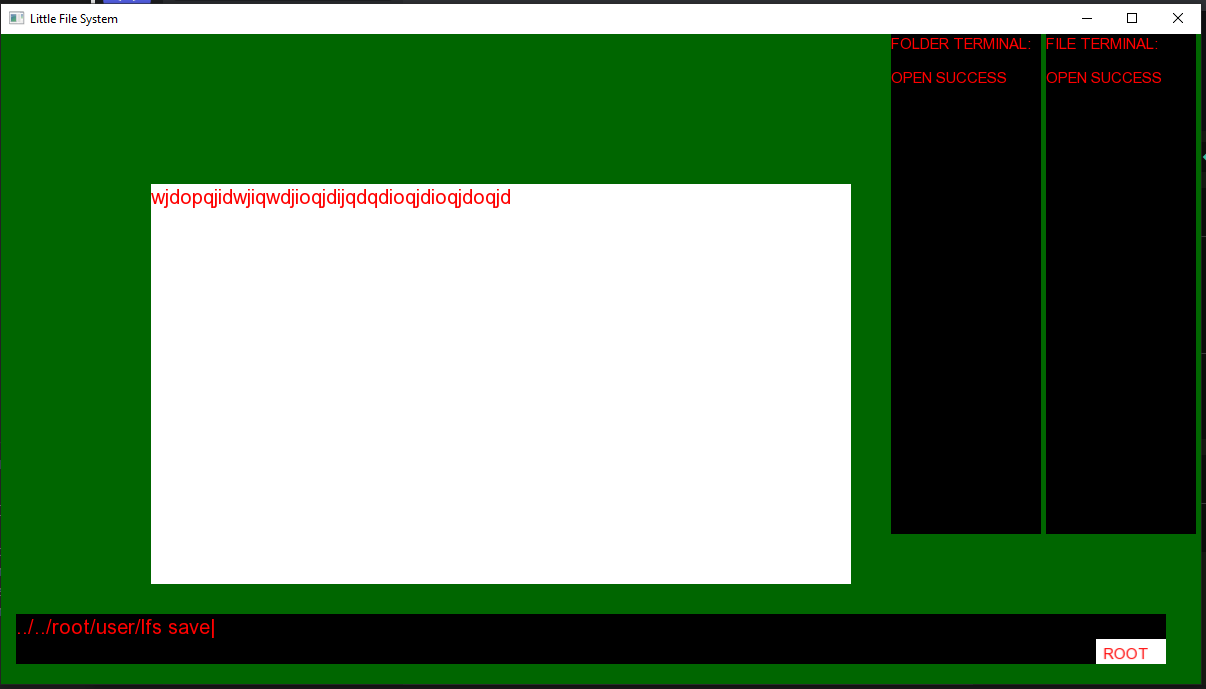 Little File System
FOLDER TERMINAL:
OPEN SUCCESS
FILE TERMINAL:
OPEN SUCCESS
wjdopqjidwjiqwdjioqjdijqdqdioqjdioqjdoqjd
../../root/user/lfs save|
ROOT